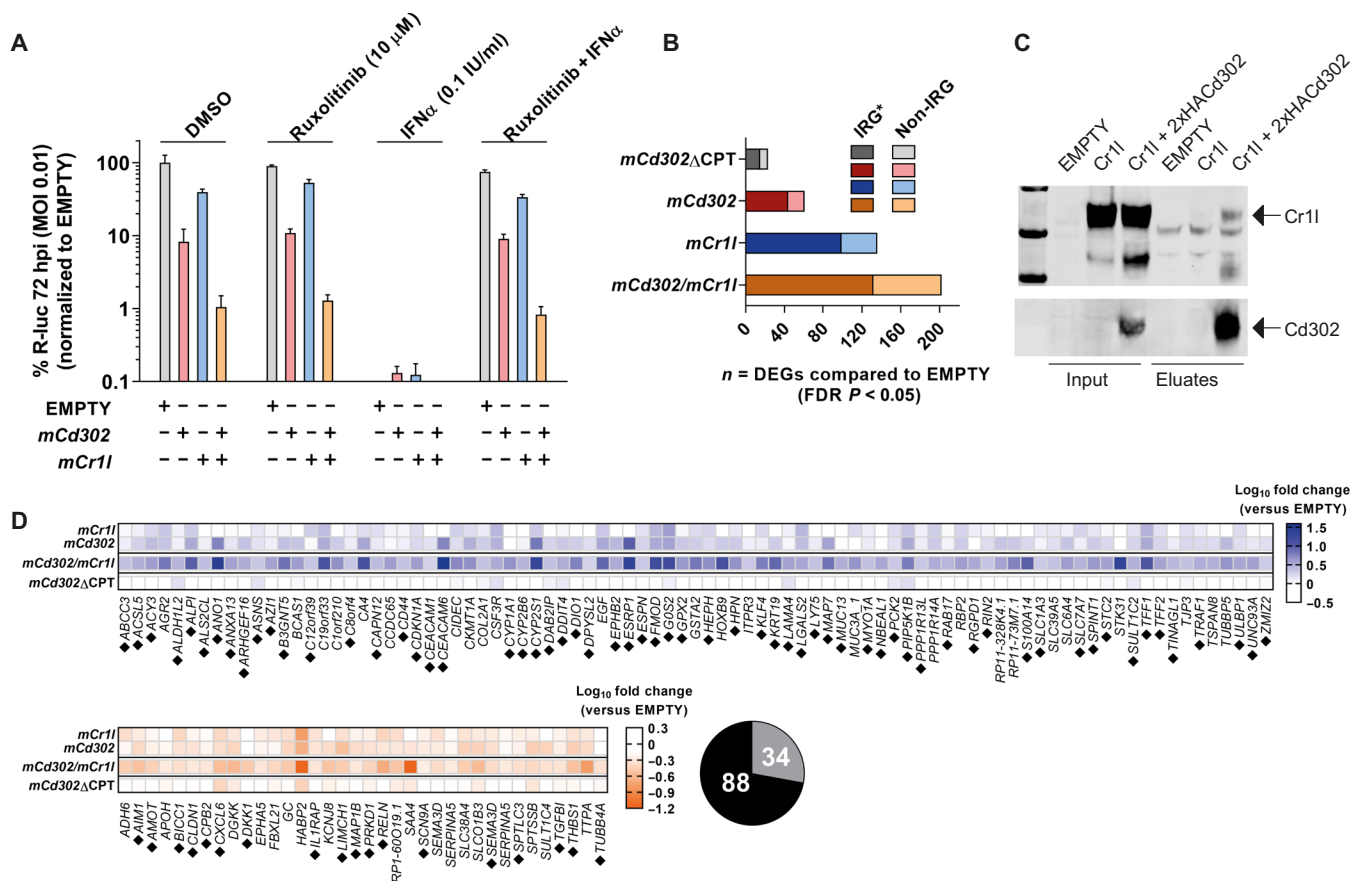 A
DMSO
Ruxolitinib (10 μM)
IFNα (0.1 IU/ml)
Ruxolitinib + IFNα
% R-luc 72 hpi (MOI 0.01)
(normalized to EMPTY)
100
10
1
0.1
EMPTY + − − − + − − − + − − − + − − −
mCd302 − + − + − + − + − + − + − + − +
mCr1l − − + + − − + + − − + + − − + +
B
IRG*
Non-IRG
mCd302ΔCPT
mCd302
mCr1l
mCd302/mCr1l
0 40 80 120 160 200
n = DEGs compared to EMPTY
(FDR P < 0.05)
C
EMPTY
Cr1l
Cr1l + 2xHACd302
EMPTY
Cr1l
Cr1l + 2xHACd302
Cr1l
Cd302
Input Eluates
D
Log10 fold change
(versus EMPTY)
1.5
1.0
0.5
0
−0.5
mCr1l
mCd302
mCd302/mCr1l
mCd302ΔCPT
◆ABCC3
◆ACSL5
◆ACY3
AGR2
◆ALDH1L2
◆ALPI
◆ALS2CL
◆ANO1
◆ANXA13
◆ARHGEF16
◆ASNS
◆AZI1
◆B3GNT5
BCAS1
◆C12orf39
◆C19orf33
C1orf210
◆C8orf4
CA4
◆CAPN12
CCDC65
◆CD44
◆CDKN1A
◆CEACAM1
◆CEACAM6
CIDEC
CKMT1A
COL2A1
CSF3R
◆CYP1A1
◆CYP2B6
◆CYP2S1
◆DAB2IP
◆DDIT4
◆DIO1
◆DPYSL2
EGF
◆EPHB2
◆ESRP1
ESPN
◆FMOD
◆GOS2
◆GPX2
GSTA2
◆HEPH
HOXB9
◆HPN
ITPR3
◆KLF4
◆KRT19
◆LAMA4
◆LGALS2
◆LY75
◆MAP7
◆MUC13
MUC3A.1
◆MYO1A
◆NBEAL1
◆PCK2
◆PIP5K1B
◆PPP1R13L
PPP1R14A
◆RAB17
RBP2
◆RGPD1
◆RIN2
RP11-328K4.1
RP11-73M7.1
◆S100A14
◆SLC1A3
SLC39A5
SLC6A4
◆SLC7A7
◆SPINT1
◆STC2
STK31
◆SULT1C2
◆TFF1
◆TFF2
◆TINAGL1
TJP3
◆TRAF1
TSPAN8
TUBBP5
◆ULBP1
◆UNC93A
◆ZMIZ2
Log10 fold change
(versus EMPTY)
0.3
0
−0.3
−0.6
−0.9
−1.2
mCr1l
mCd302
mCd302/mCr1l
mCd302ΔCPT
ADH6
◆AIM1
◆AMOT
APOH
◆BICC1
◆CLDN1
◆CPB2
◆CXCL6
DGKK
◆DKK1
EPHA5
FBXL21
GC
HABP2
◆IL1RAP
KCNJ8
◆LIMCH1
◆MAP1B
◆PRKD1
◆RELN
RP1-60O19.1
SAA4
◆SCN9A
SEMA3D
SERPINA5
SLC38A4
SLCO1B3
◆SEMA3D
SERPINA5
◆SPTLC3
SPTSSB
SULT1C4
◆TGFBI
◆THBS1
TTPA
◆TUBB4A
34
88